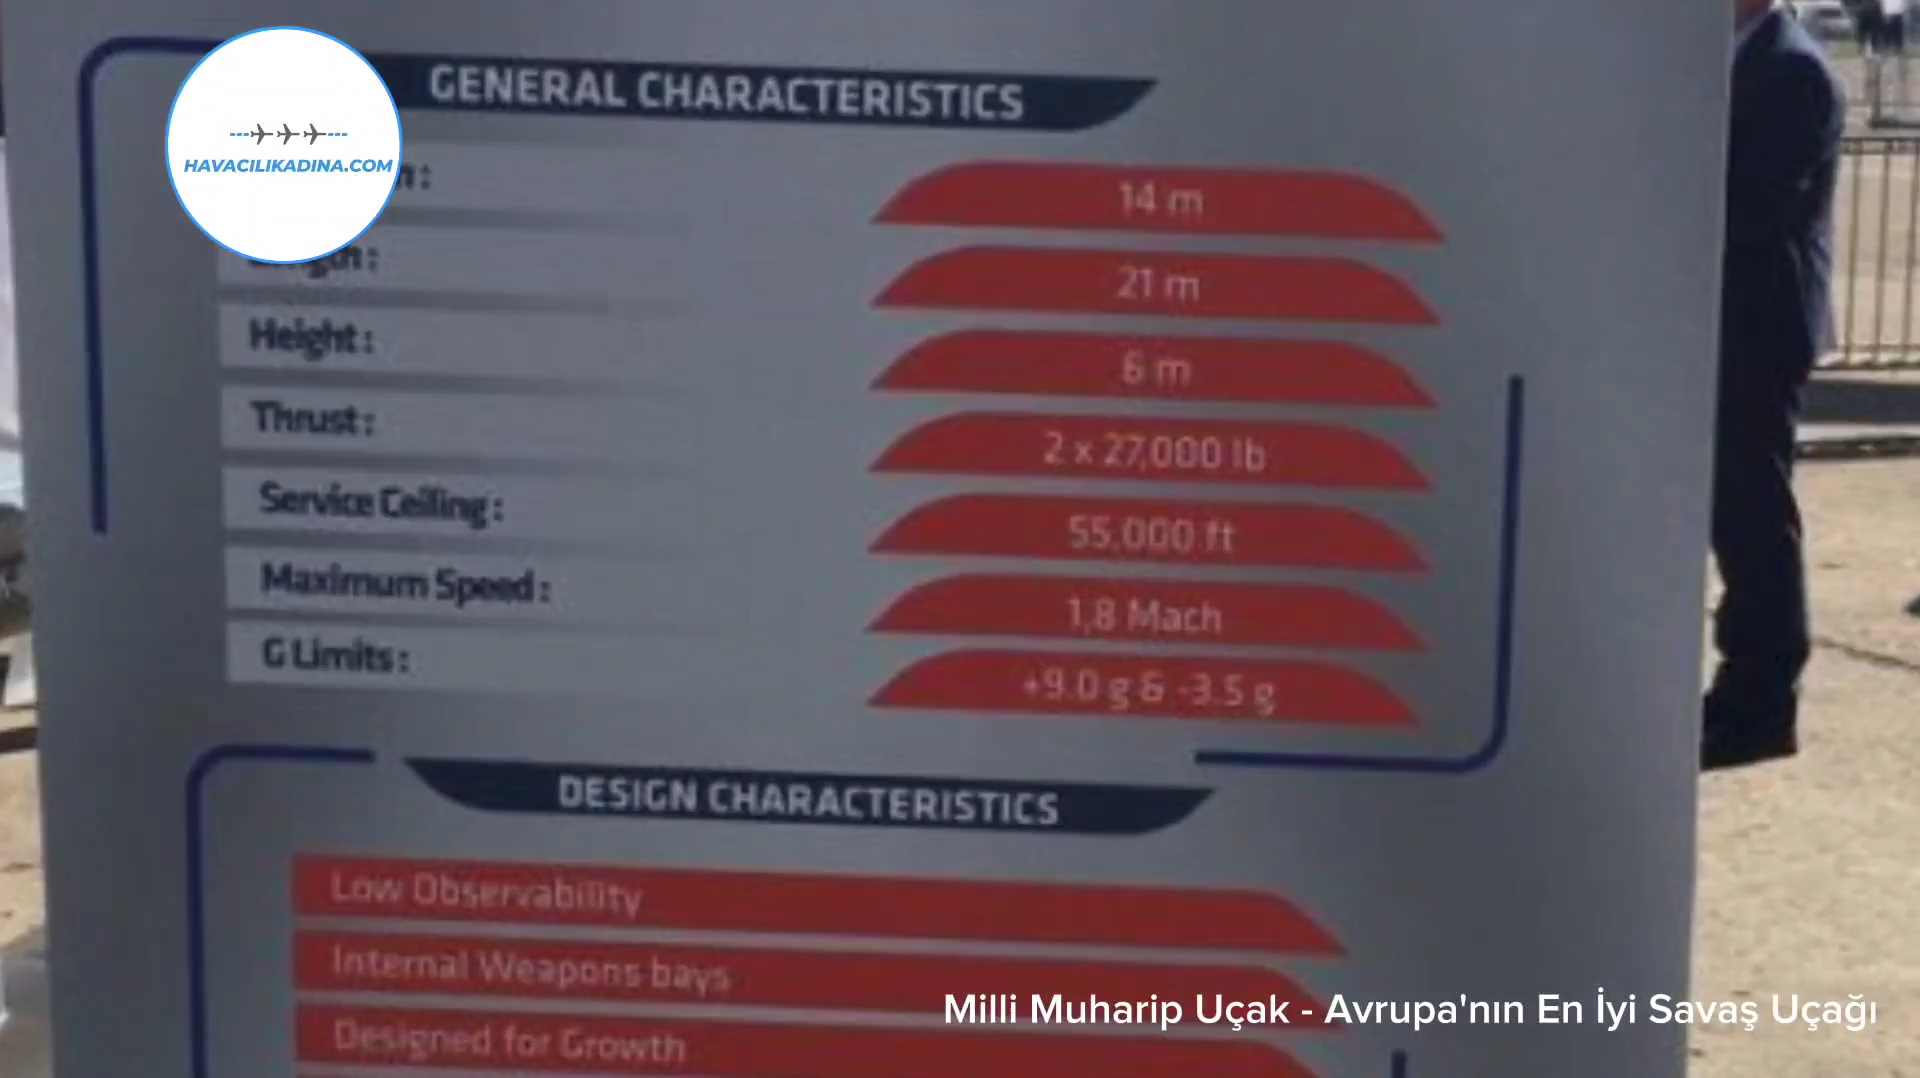 GENERAL CHARACTERISTICS
HAVACILIKADINA.COM
14 m
Length :
21 m
Height :
6 m
Thrust :
2 x 27,000 lb
Service Ceiling :
55,000 ft
Maximum Speed :
1,8 Mach
G Limits :
+9.0 g & -3.5 g
DESIGN CHARACTERISTICS
Low Observability
Internal Weapons bays
Designed for Growth
Milli Muharip Uçak - Avrupa'nın En İyi Savaş Uçağı